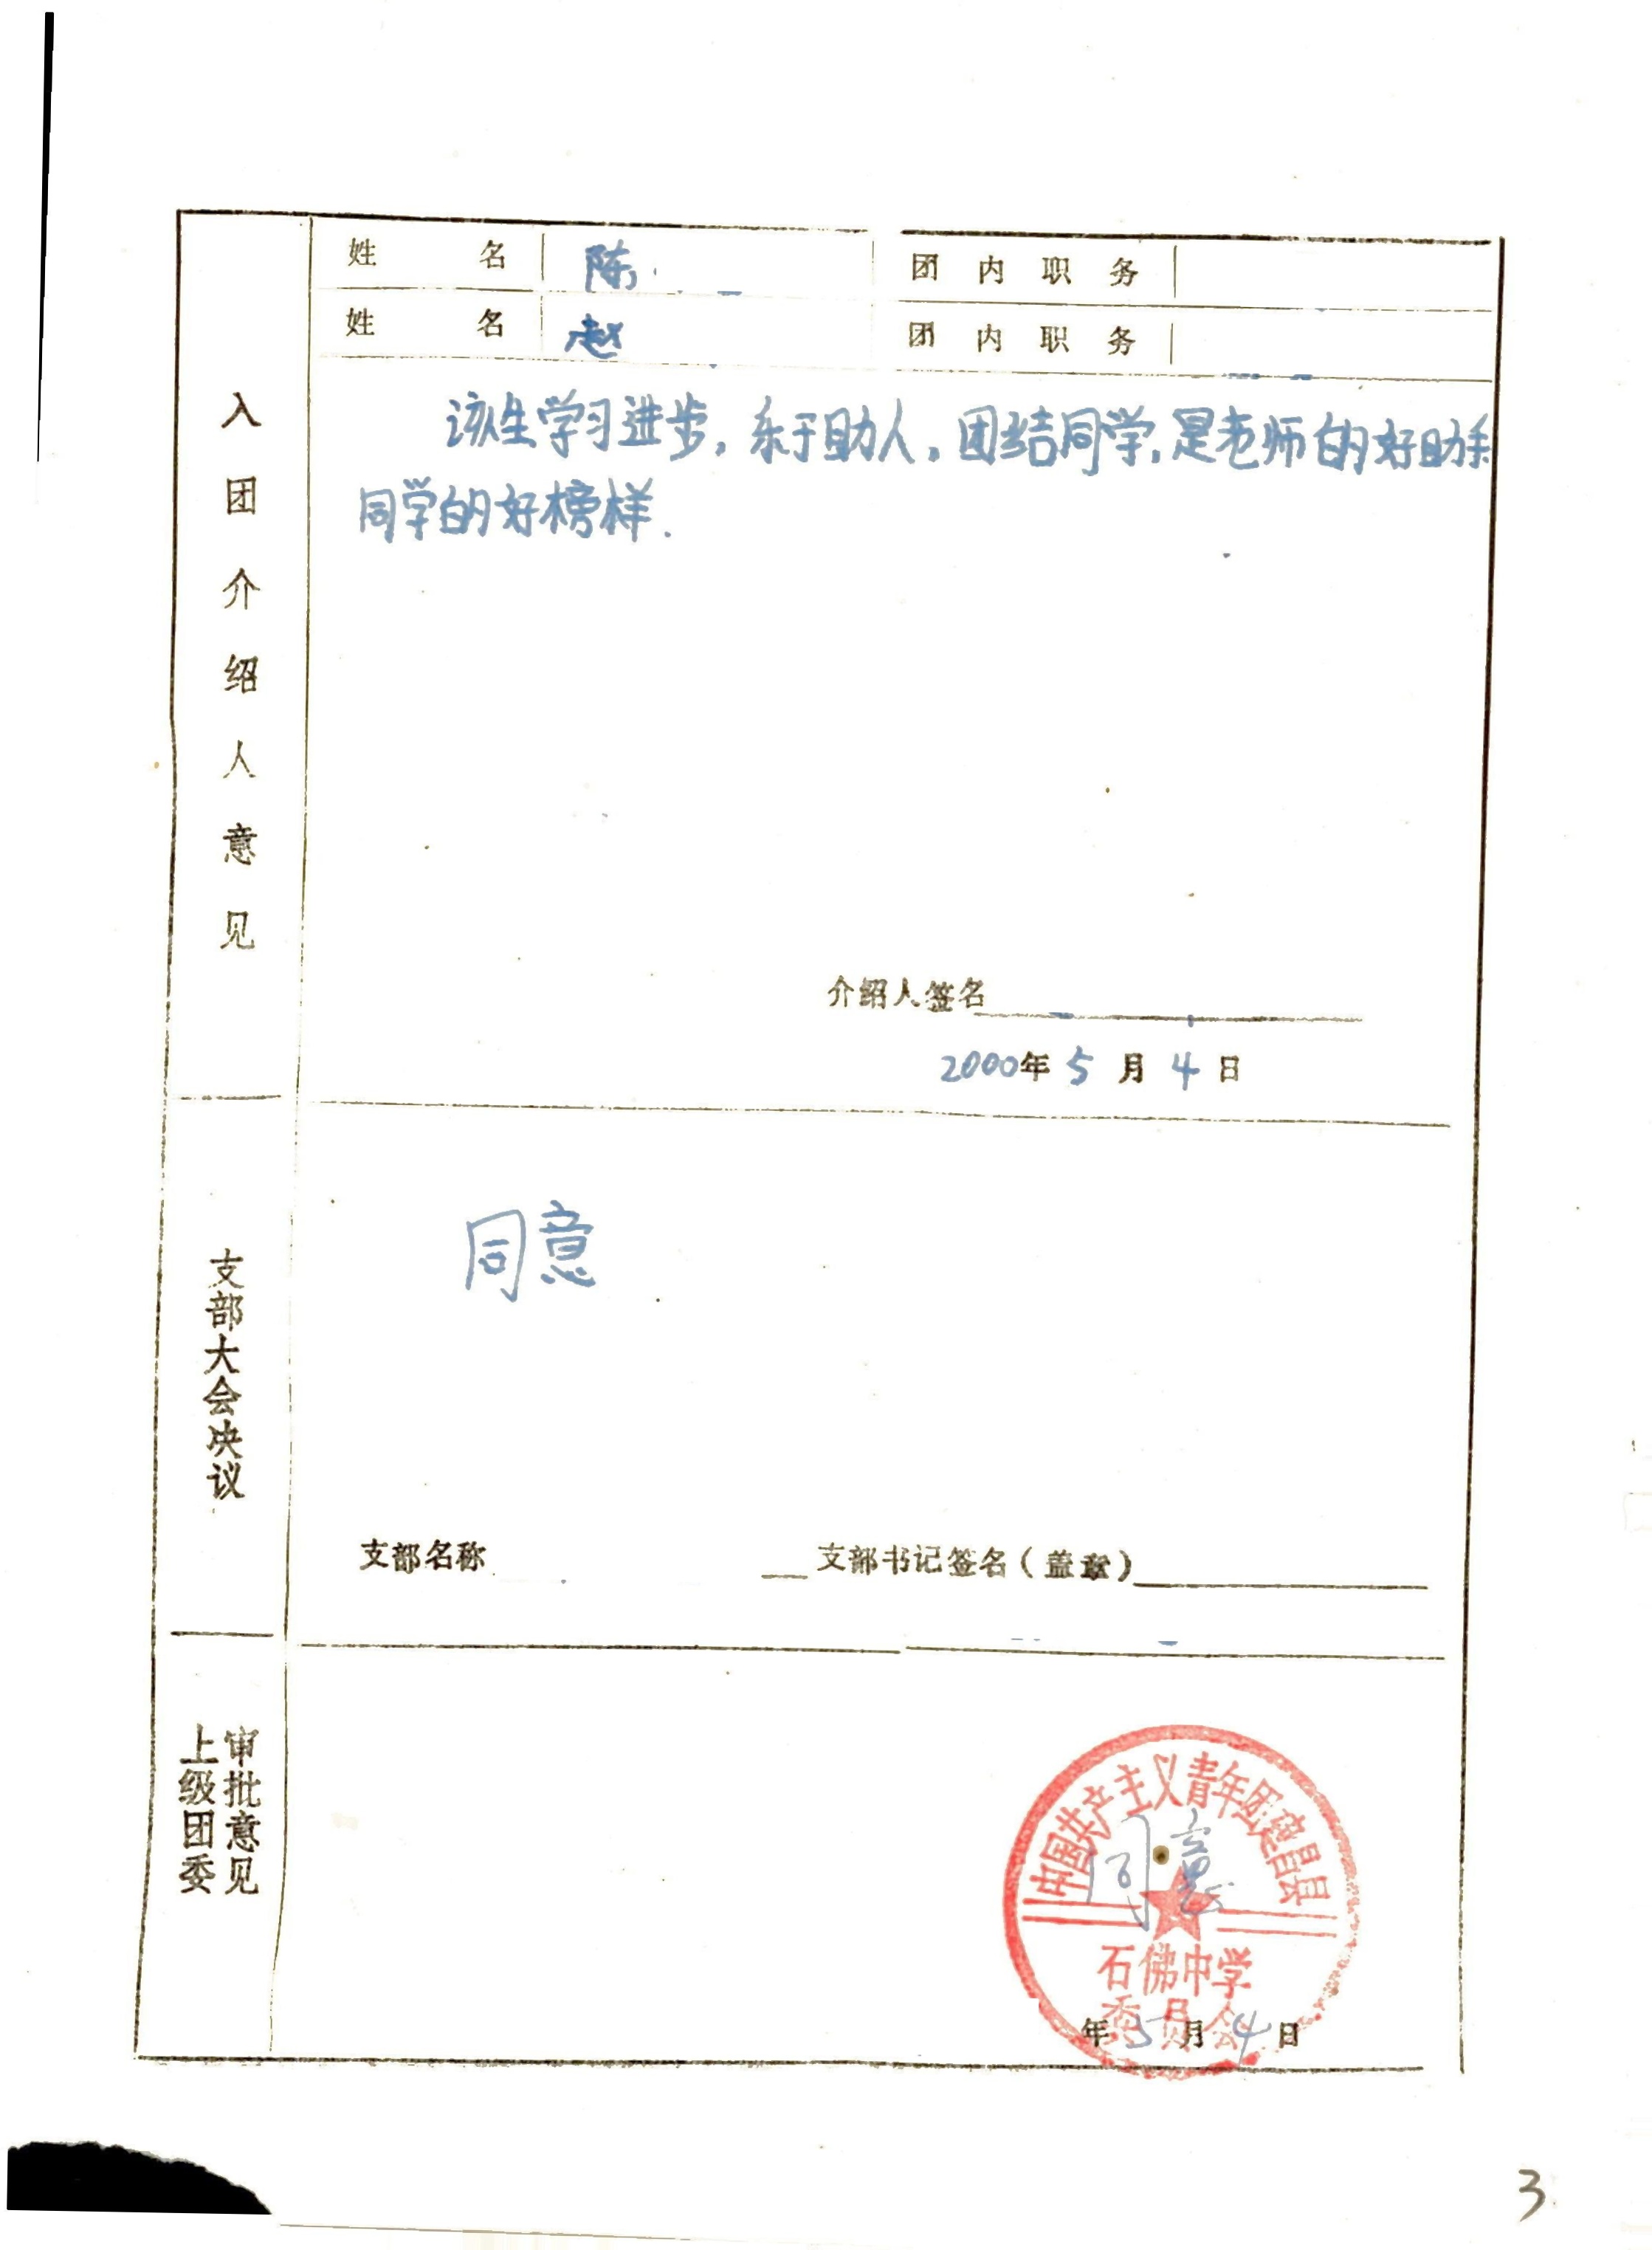 姓名 陈 团内职务
姓名 赵 团内职务
入团介绍人意见
该生学习进步,乐于助人,团结同学,是老师的好助手
同学的好榜样.
介绍人签名
2000年5月4日
支部大会决议
同意
支部名称 支部书记签名(盖章)
上级团委
审批意见
中国共产主义青年团建昌县
同意
石佛中学
委员会
年5月4日
3